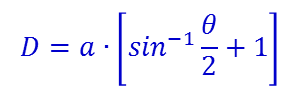 D = a · [sin⁻¹ θ/2 + 1]